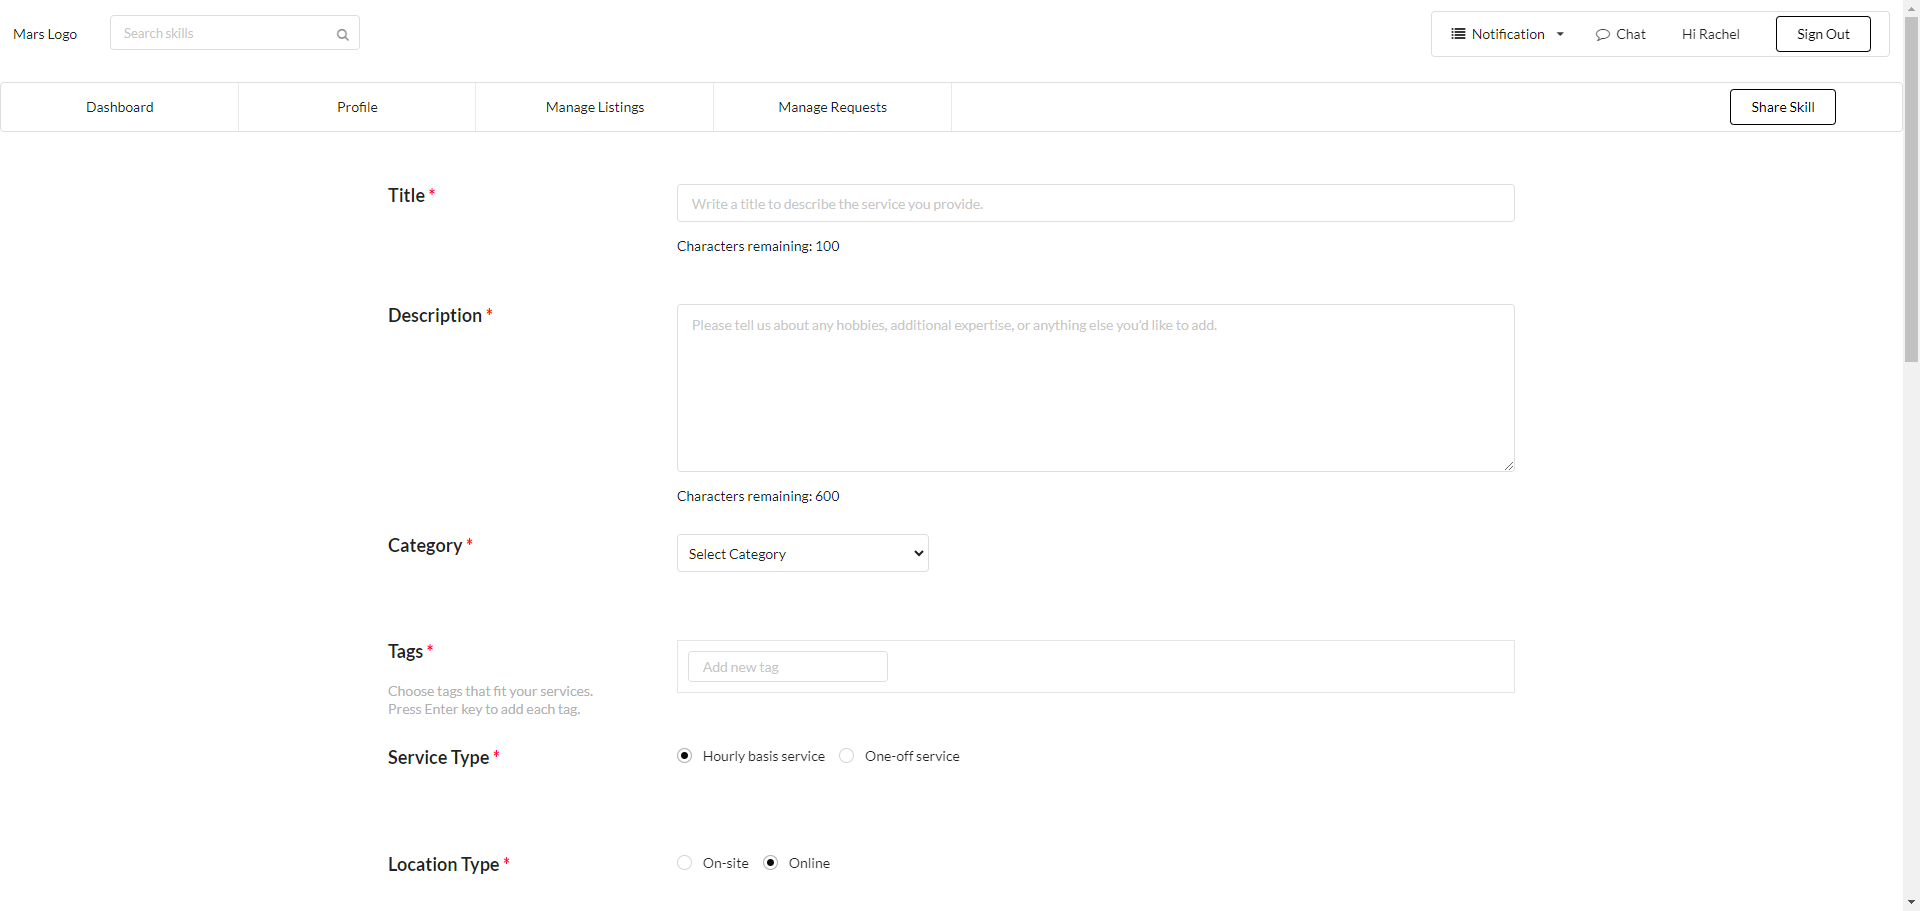 Mars Logo
Search skills
Notification
Chat
Hi Rachel
Sign Out
Dashboard
Profile
Manage Listings
Manage Requests
Share Skill
Title *
Write a title to describe the service you provide.
Characters remaining: 100
Description *
Please tell us about any hobbies, additional expertise, or anything else you'd like to add.
Characters remaining: 600
Category *
Select Category
Tags *
Choose tags that fit your services.
Press Enter key to add each tag.
Add new tag
Service Type *
Hourly basis service
One-off service
Location Type *
On-site
Online